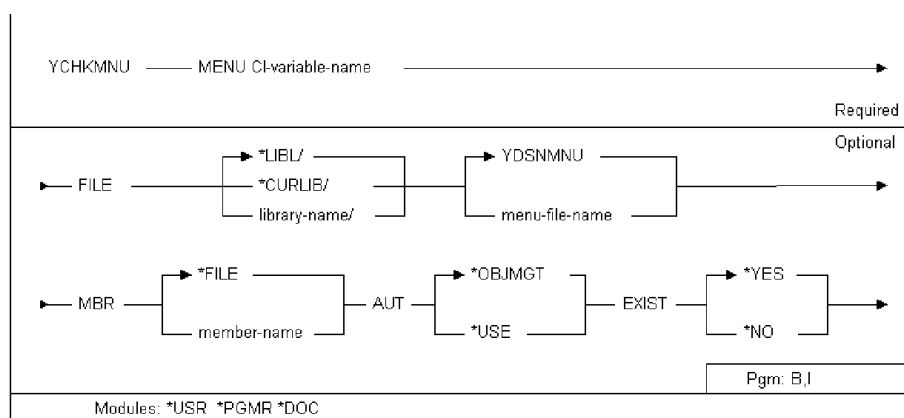 YCHKMNU MENU Cl-variable-name
Required
Optional
*LIBL/ YDSNMNU
FILE *CURLIB/
library-name/ menu-file-name
*FILE *OBJMGT *YES
MBR AUT EXIST
member-name *USE *NO
Pgm: B,I
Modules: *USR *PGMR *DOC